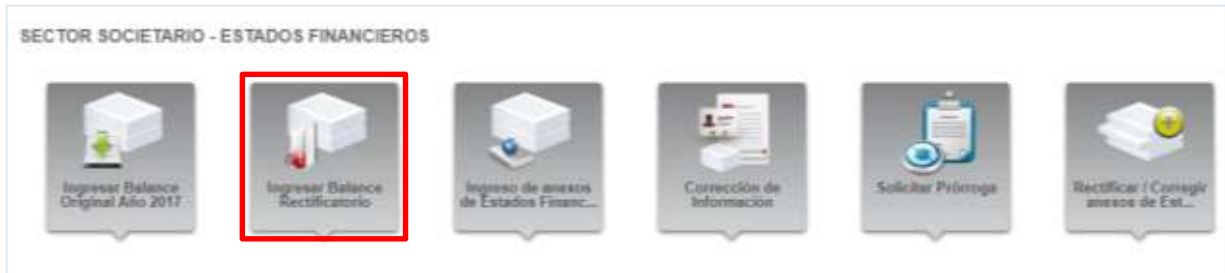 SECTOR SOCIETARIO - ESTADOS FINANCIEROS
Ingresar Balance
Original Año 2017
Ingresar Balance
Rectificatorio
Ingreso de anexos
de Estados Financ...
Corrección de
Información
Solicitar Prórroga
Rectificar / Corregir
anexos de Est...